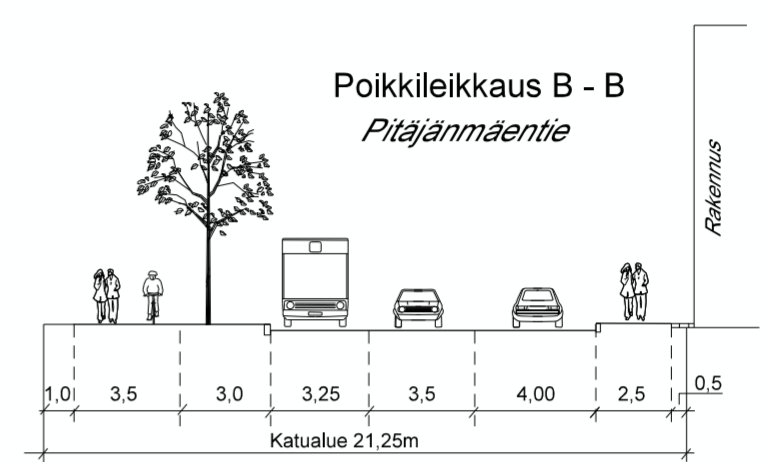 Poikkileikkaus B - B
Pitäjänmäentie
Rakennus
1,0 3,5 3,0 3,25 3,5 4,00 2,5 0,5
Katualue 21,25m